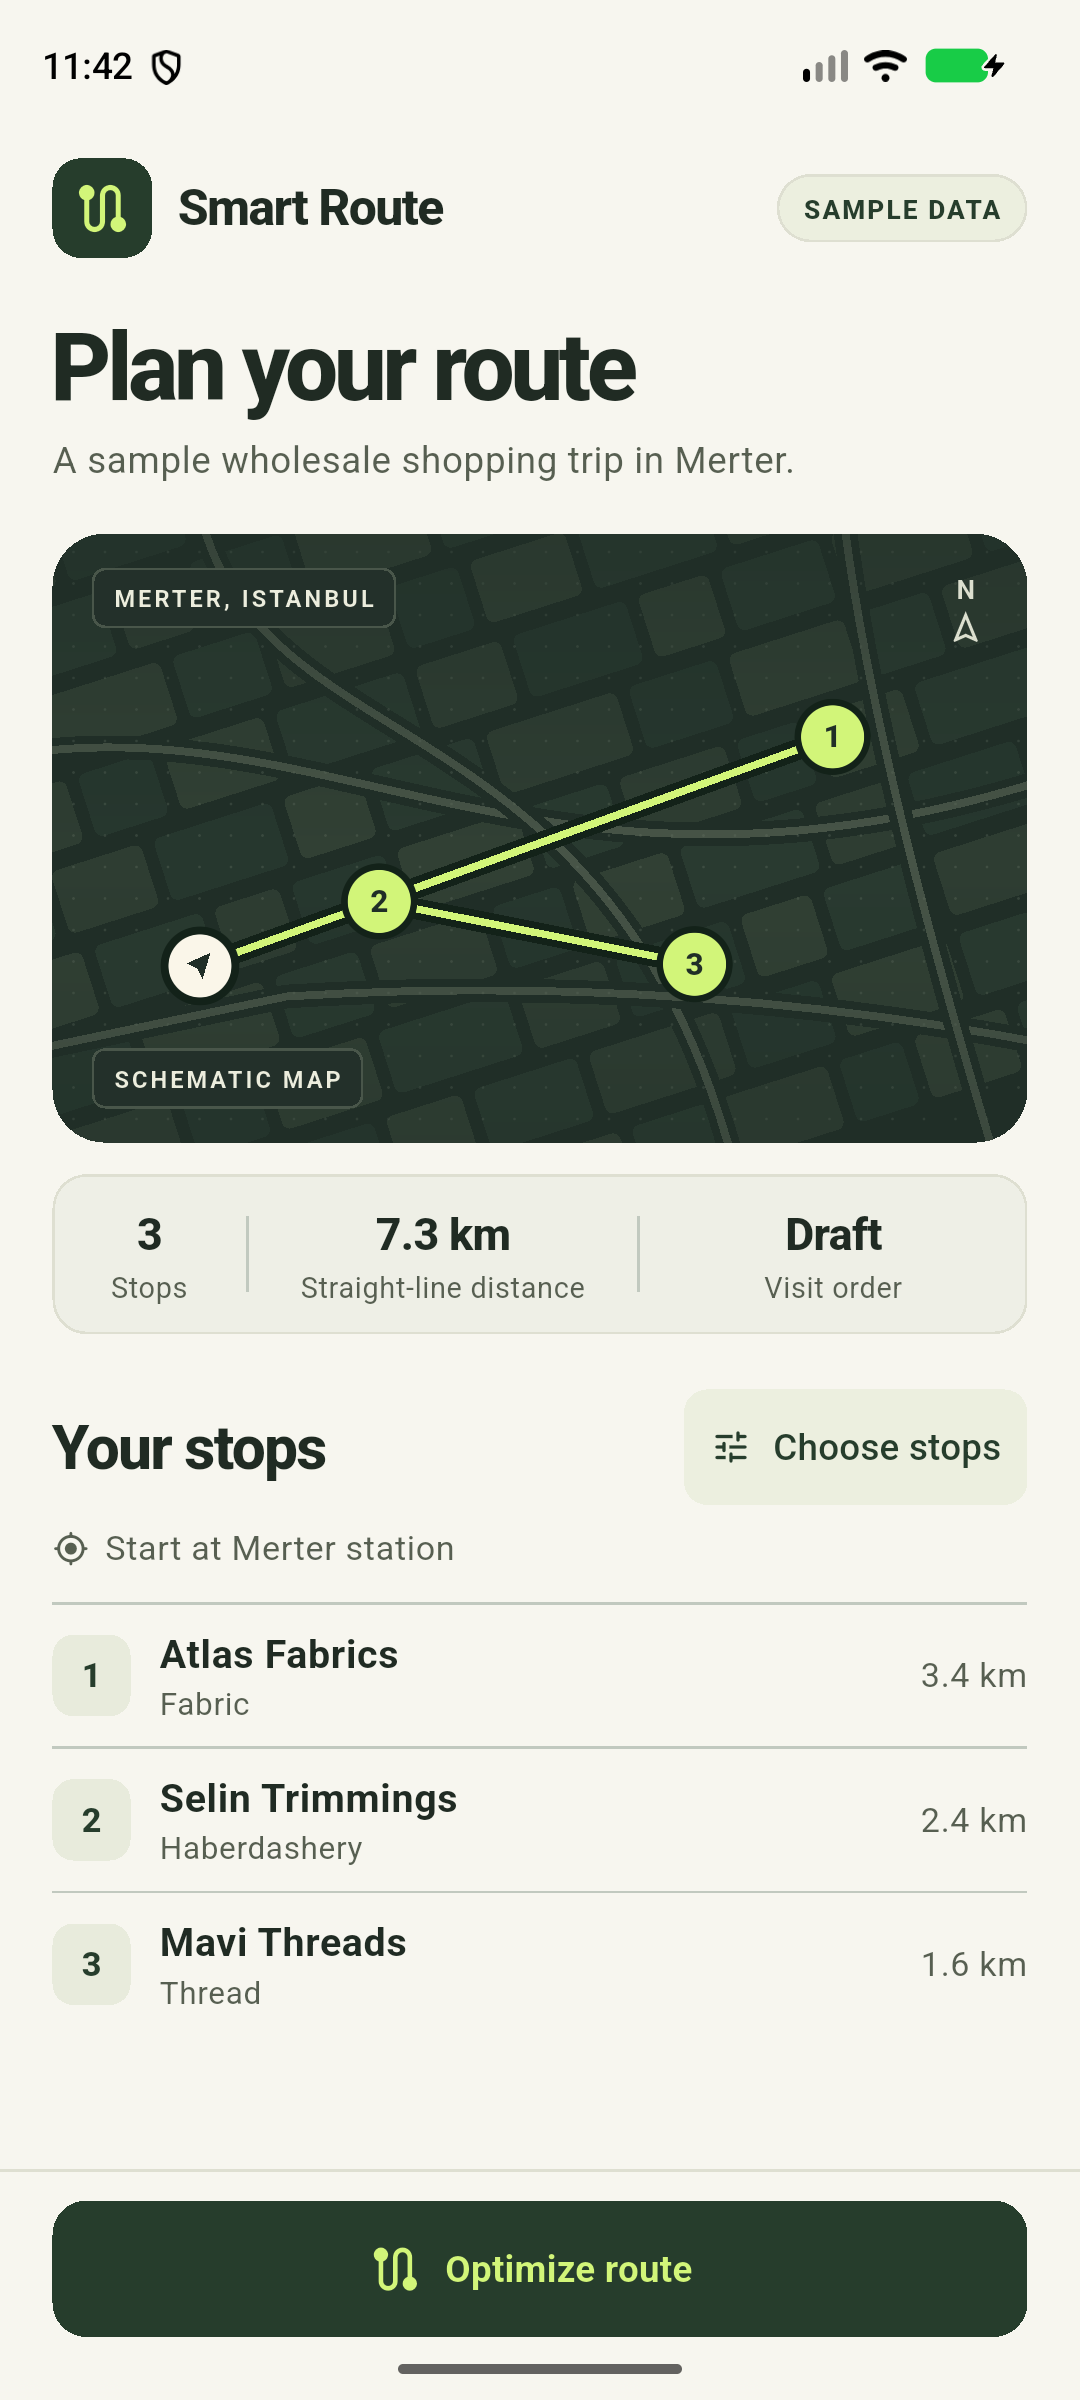 11:42
Smart Route
SAMPLE DATA
Plan your route
A sample wholesale shopping trip in Merter.
MERTER, ISTANBUL
N
1
2
3
SCHEMATIC MAP
3
Stops
7.3 km
Straight-line distance
Draft
Visit order
Your stops
Choose stops
Start at Merter station
1
Atlas Fabrics
Fabric
3.4 km
2
Selin Trimmings
Haberdashery
2.4 km
3
Mavi Threads
Thread
1.6 km
Optimize route